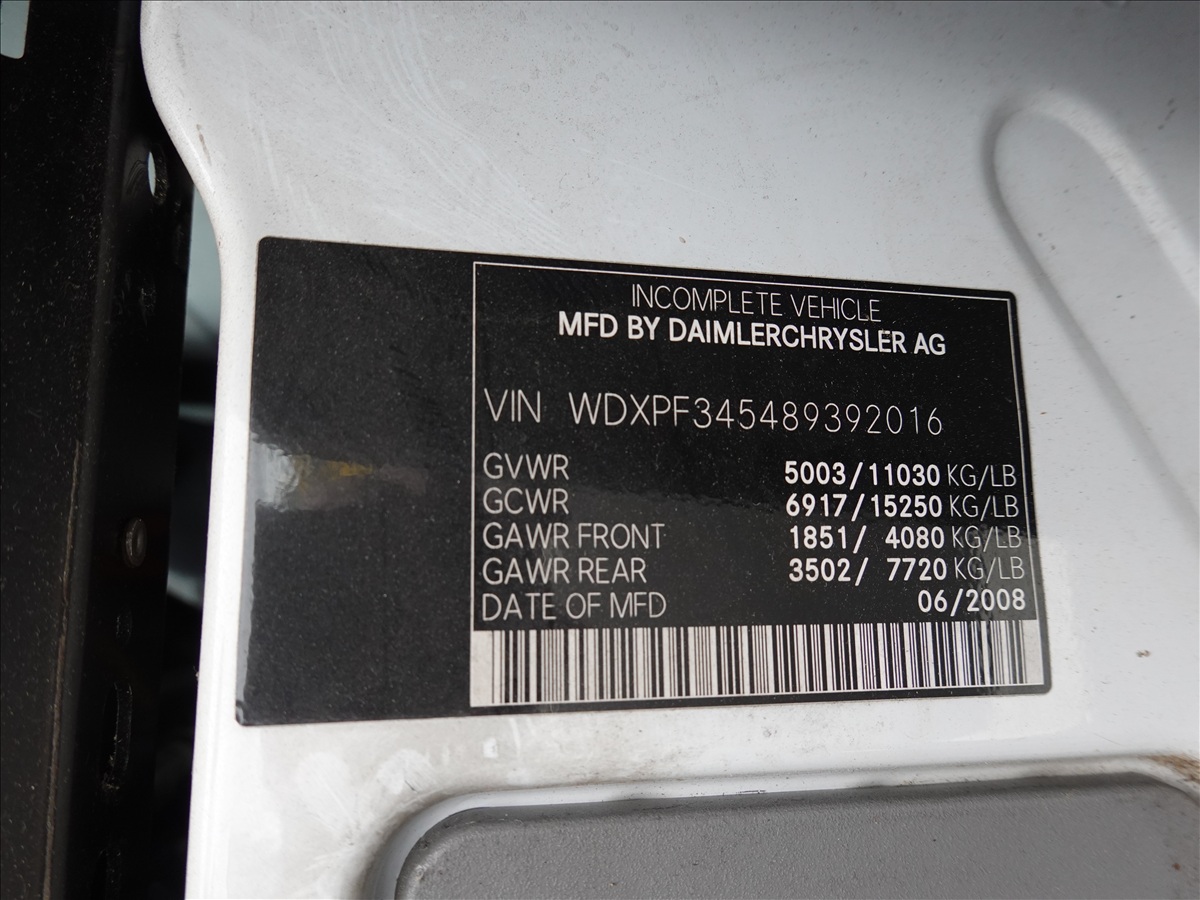 INCOMPLETE VEHICLE
MFD BY DAIMLERCHRYSLER AG
VIN WDXPF345489392016
GVWR 5003/11030 KG/LB
GCWR 6917/15250 KG/LB
GAWR FRONT 1851/ 4080 KG/LB
GAWR REAR 3502/ 7720 KG/LB
DATE OF MFD 06/2008